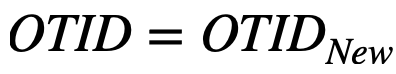 OTID = OTID_New